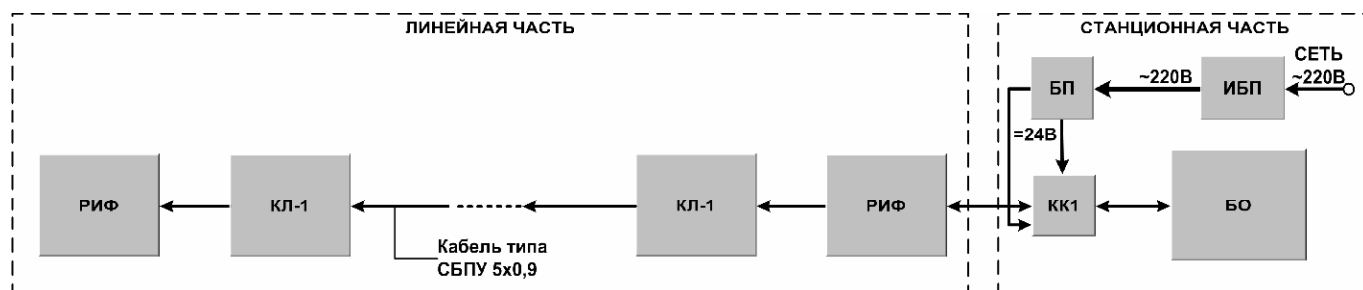 ЛИНЕЙНАЯ ЧАСТЬ
СТАНЦИОННАЯ ЧАСТЬ
СЕТЬ
~220В
~220В
БП
ИБП
=24В
РИФ
КЛ-1
КЛ-1
РИФ
КК1
БО
Кабель типа
СБПУ 5х0,9